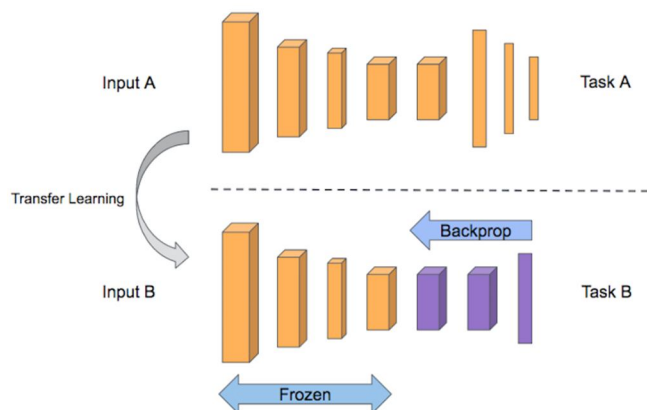 Input A
Task A
Transfer Learning
Backprop
Input B
Task B
Frozen